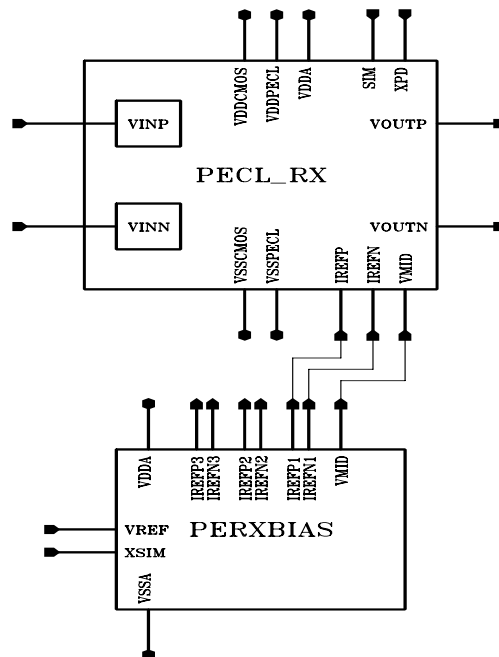 VDDCMOS
VDDPECL
VDDA
SIM
XPD
VINP
VOUTP
PECL_RX
VINN
VOUTN
VSSCMOS
VSSPECL
IREFP
IREFN
VMID
VDDA
IREFP3
IREFN3
IREFP2
IREFN2
IREFP1
IREFN1
VMID
VREF
PERXBIAS
XSIM
VSSA